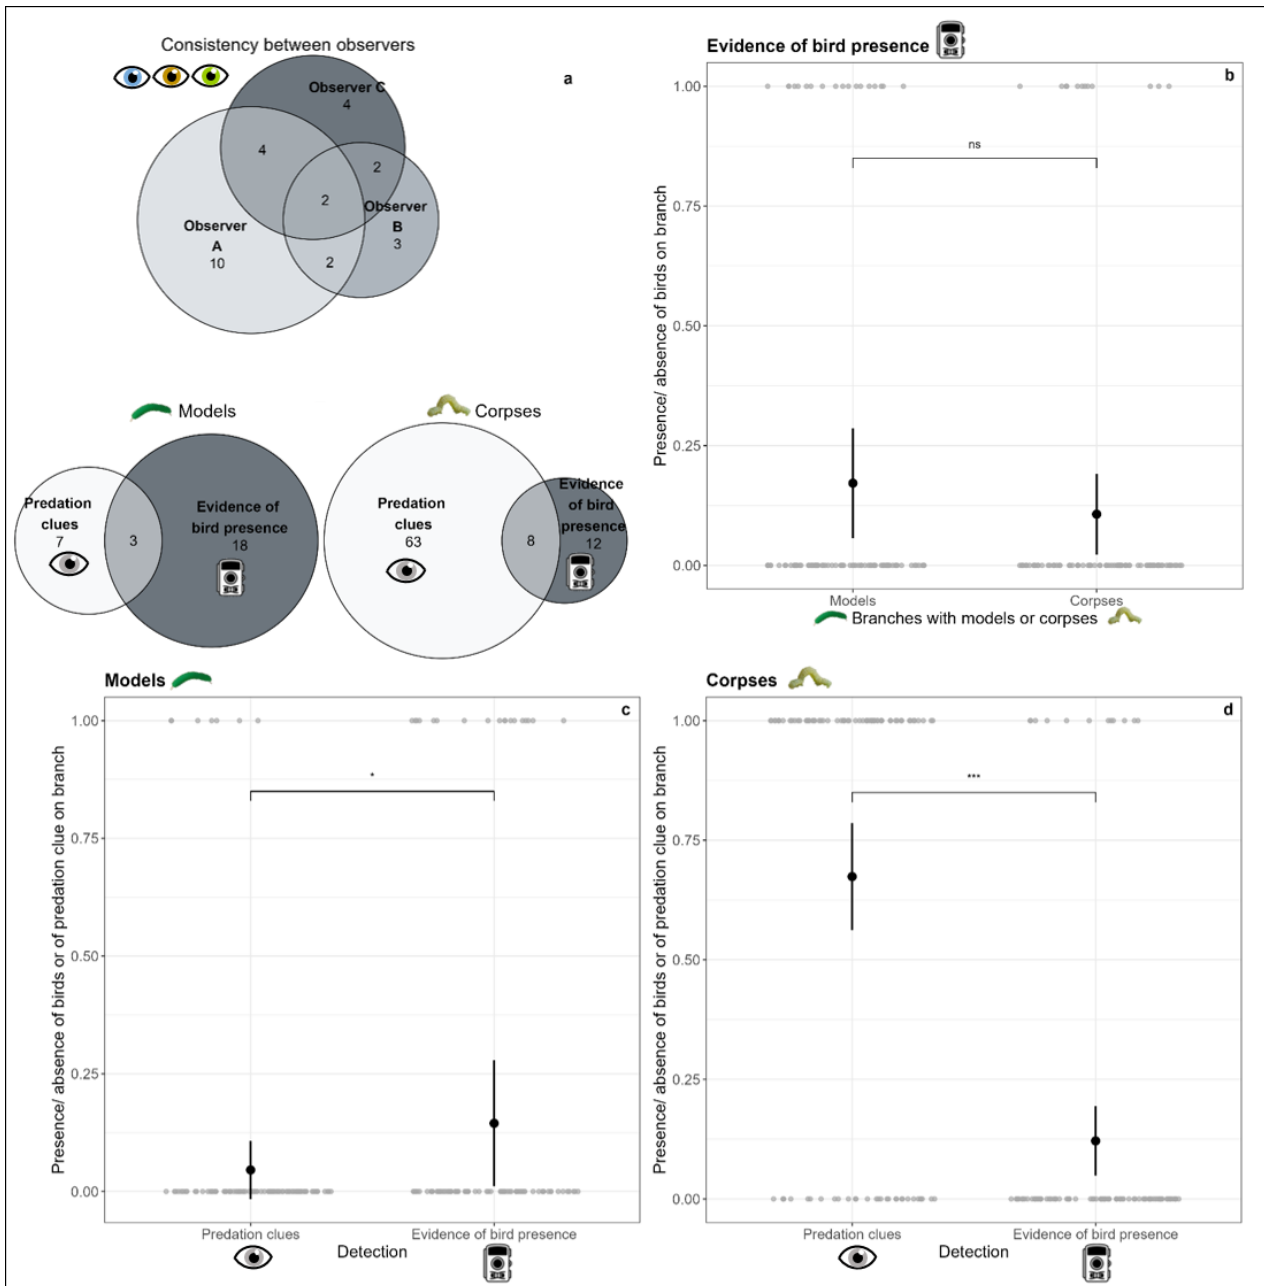 Consistency between observers
a
Observer C
4
4
2
2
Observer
A
10
Observer
B
3
2
Models
Predation
clues
7
3
Evidence of
bird presence
18
Corpses
Predation
clues
63
8
Evidence
of bird
presence
12
Evidence of bird presence
b
Presence/ absence of birds on branch
1.00
0.75
0.50
0.25
0.00
ns
Models
Corpses
Branches with models or corpses
Models
c
Presence/ absence of birds or of predation clue on branch
1.00
0.75
0.50
0.25
0.00
*
Predation clues
Evidence of bird presence
Detection
Corpses
d
Presence/ absence of birds or of predation clue on branch
1.00
0.75
0.50
0.25
0.00
***
Predation clues
Evidence of bird presence
Detection